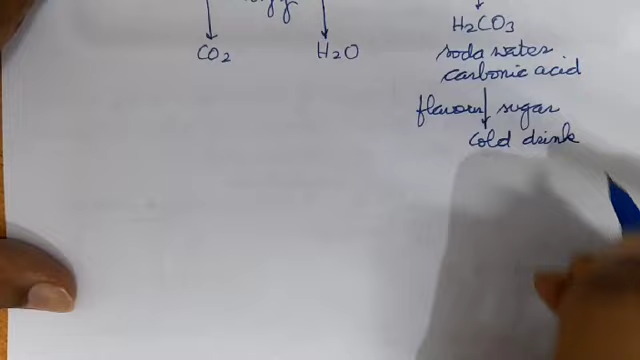 CO2
H2O
H2CO3
soda water
carbonic acid
flavour sugar
cold drink